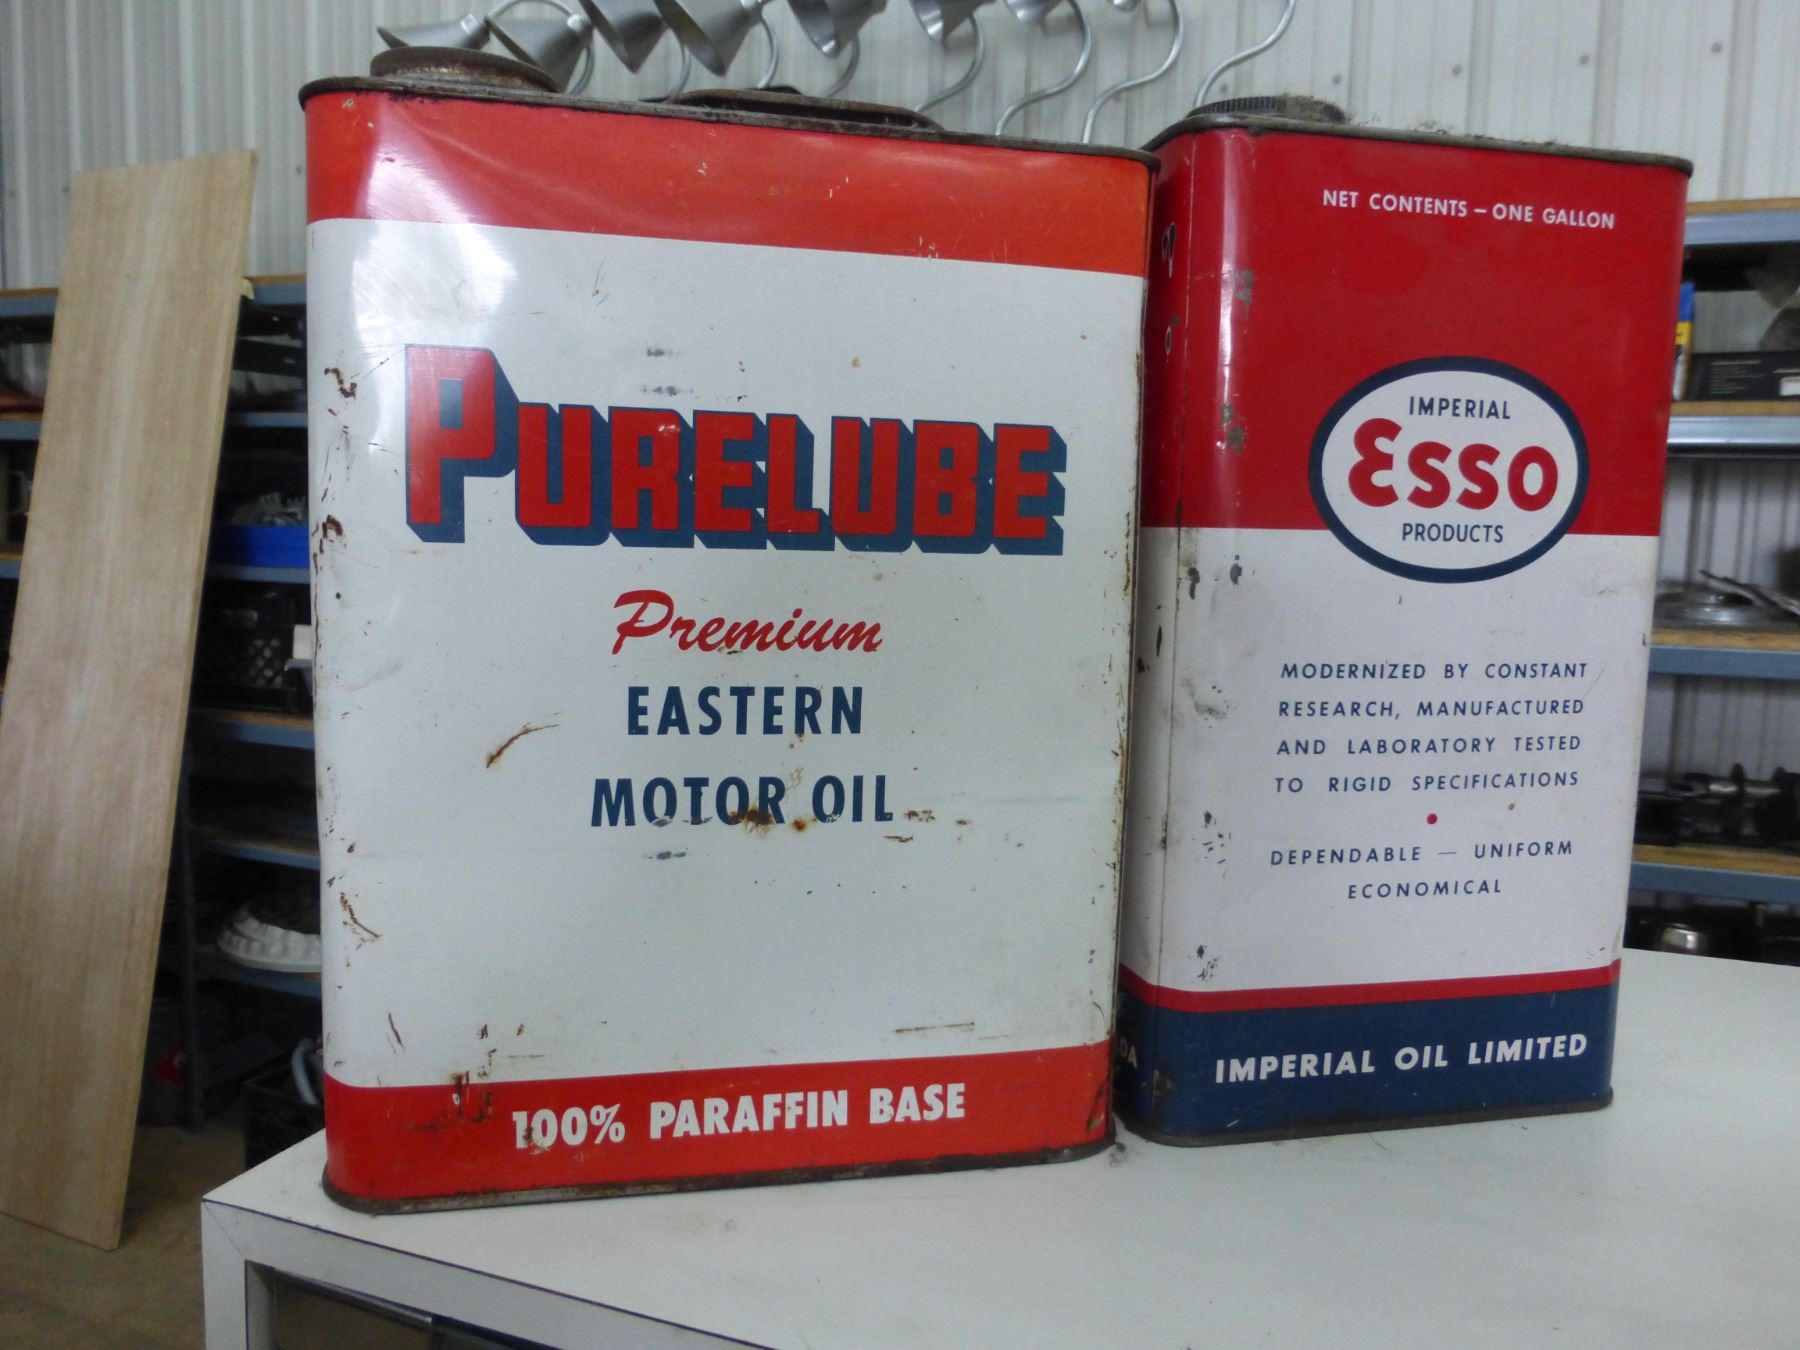 PURELUBE
Premium
EASTERN
MOTOR OIL
100% PARAFFIN BASE
NET CONTENTS – ONE GALLON
IMPERIAL
ESSO
PRODUCTS
MODERNIZED BY CONSTANT
RESEARCH, MANUFACTURED
AND LABORATORY TESTED
TO RIGID SPECIFICATIONS
DEPENDABLE — UNIFORM
ECONOMICAL
IMPERIAL OIL LIMITED